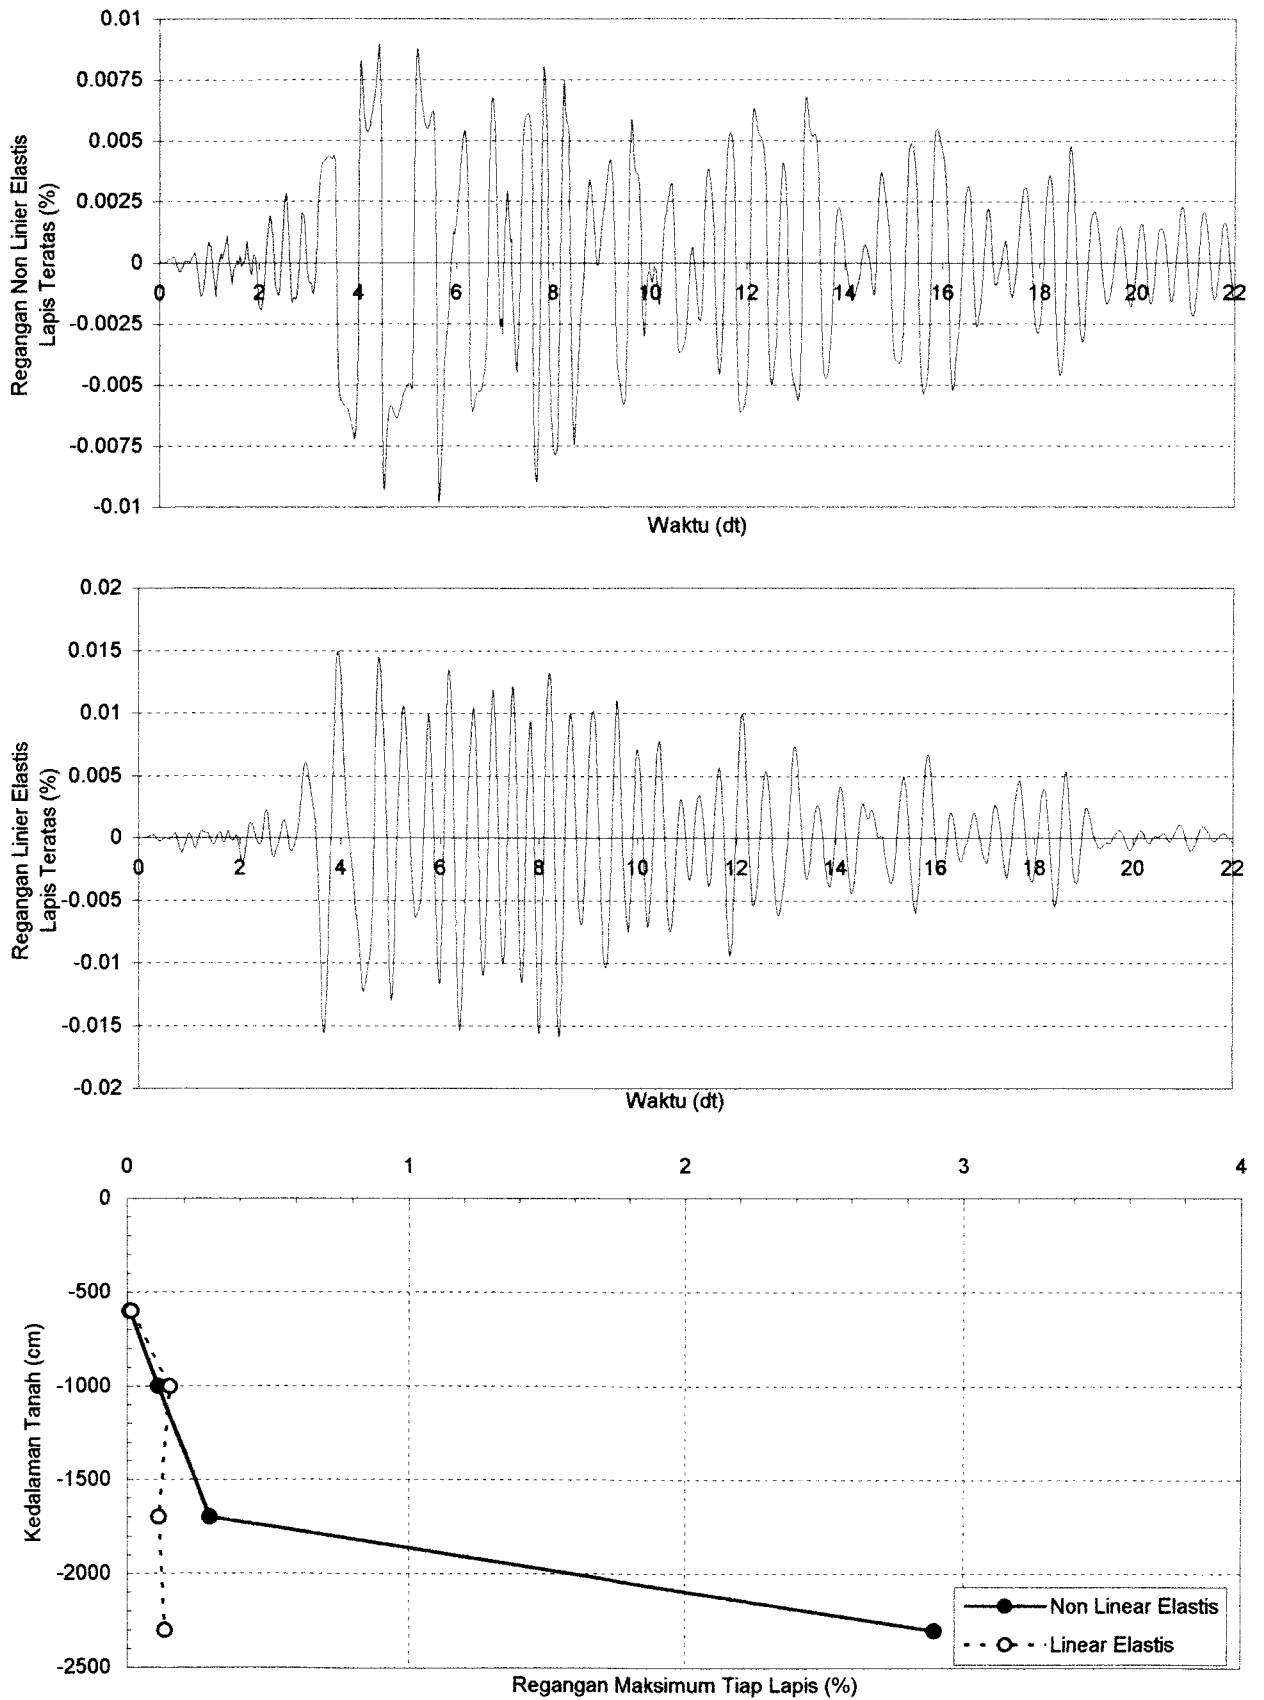 0.01
0.0075
0.005
0.0025
0
-0.0025
-0.005
-0.0075
-0.01
Regangan Non Linier Elastis
Lapis Teratas (%)
0 2 4 6 8 10 12 14 16 18 20 22
Waktu (dt)
0.02
0.015
0.01
0.005
0
-0.005
-0.01
-0.015
-0.02
Regangan Linier Elastis
Lapis Teratas (%)
0 2 4 6 8 10 12 14 16 18 20 22
Waktu (dt)
0 1 2 3 4
0
-500
-1000
-1500
-2000
-2500
Kedalaman Tanah (cm)
Non Linear Elastis
Linear Elastis
Regangan Maksimum Tiap Lapis (%)